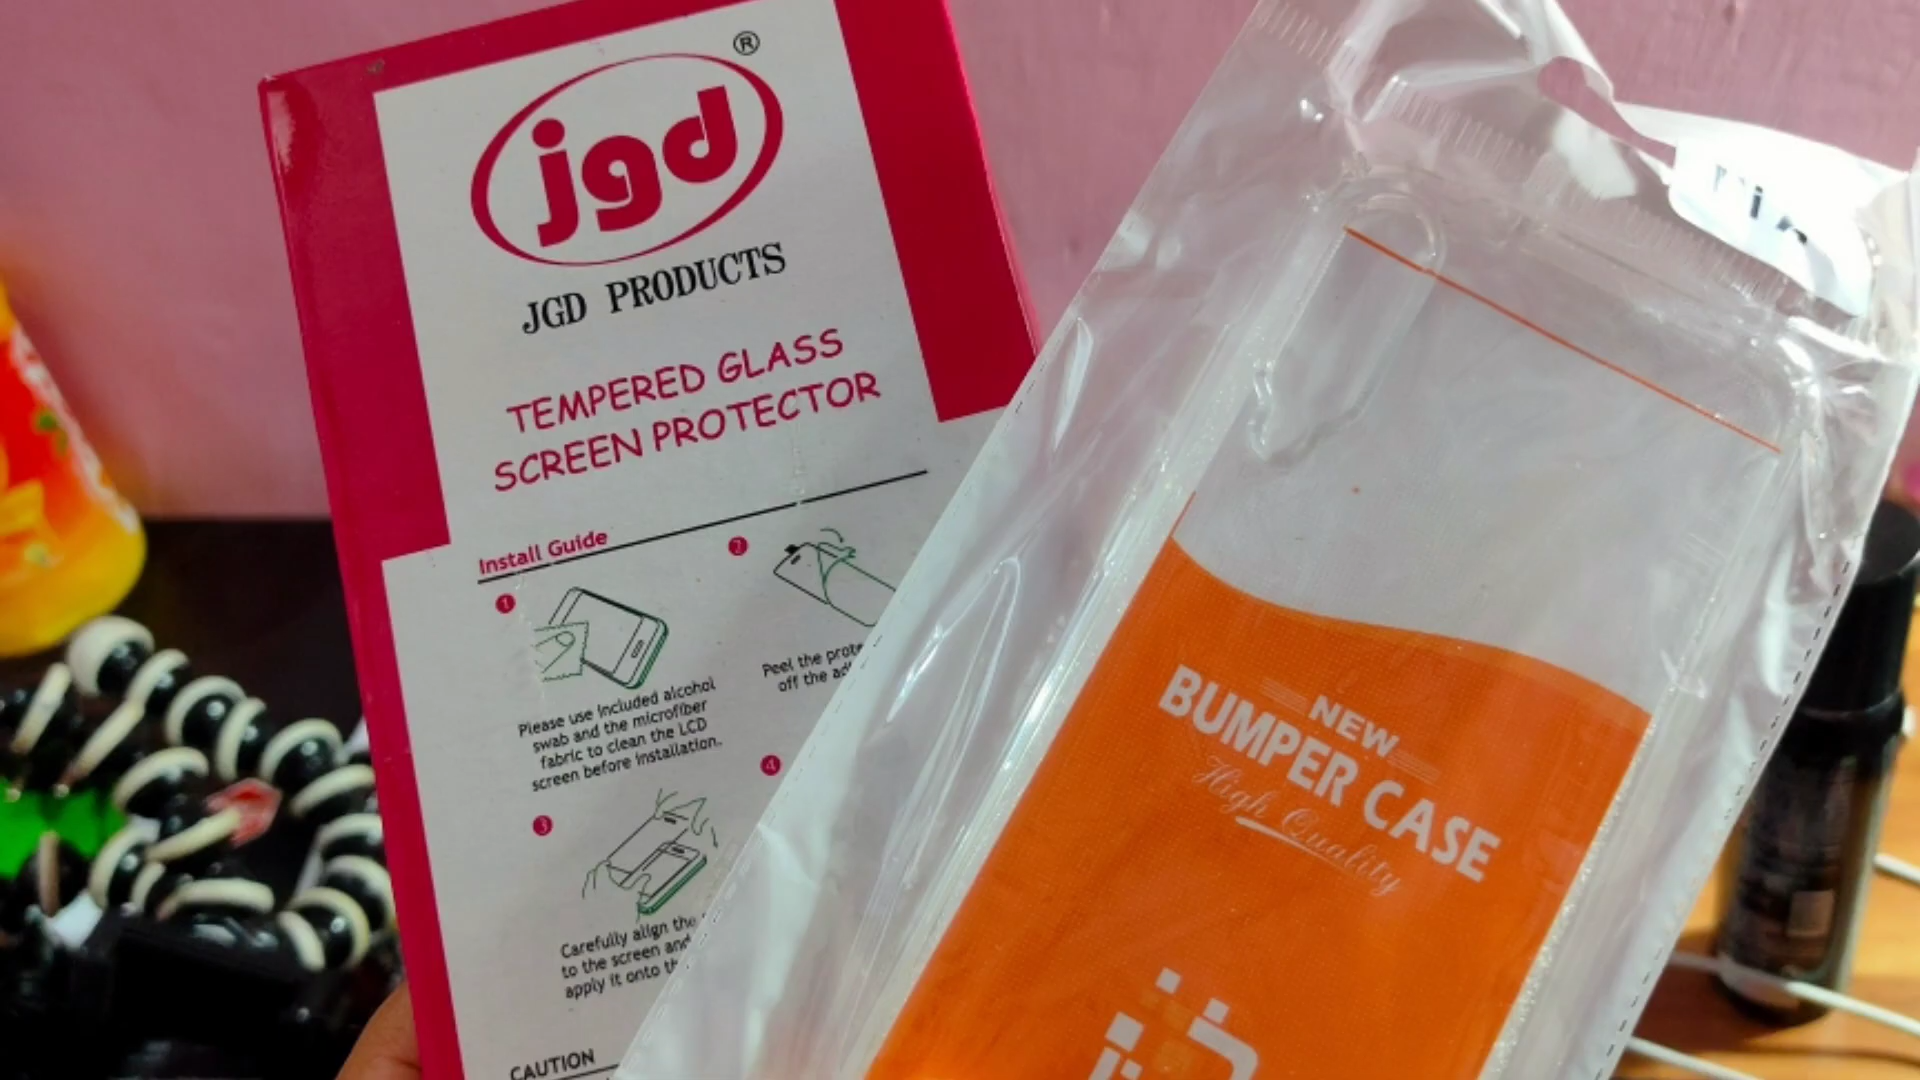 ®
jgd
JGD PRODUCTS
TEMPERED GLASS
SCREEN PROTECTOR
Install Guide
1
Please use included alcohol
swab and the microfiber
fabric to clean the LCD
screen before installation.
2
Peel the
off the
3
Carefully align the
to the screen and
apply it onto
4
CAUTION
NEW
BUMPER CASE
High Quality